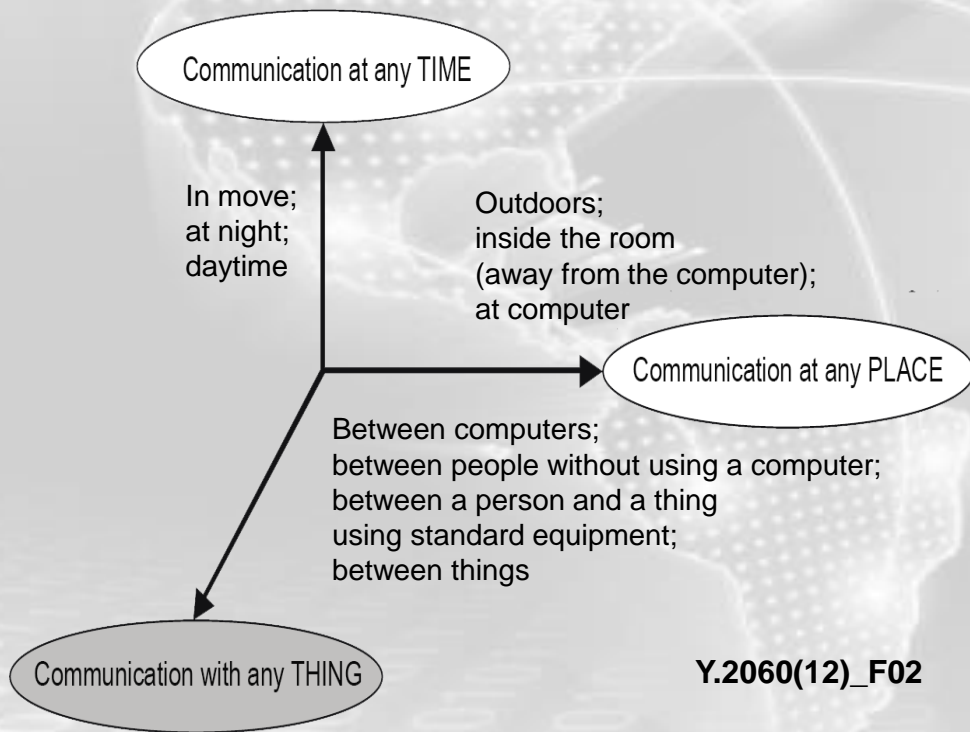 Communication at any TIME
In move;
at night;
daytime
Outdoors;
inside the room
(away from the computer);
at computer
Communication at any PLACE
Between computers;
between people without using a computer;
between a person and a thing
using standard equipment;
between things
Communication with any THING
Y.2060(12)_F02